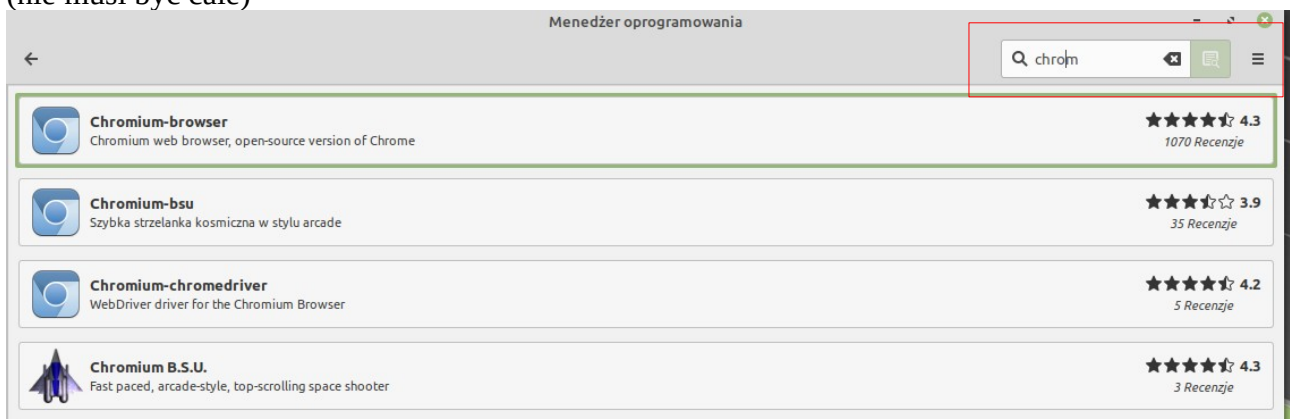 (nie musi być całe)
Menedżer oprogramowania
chrom
Chromium-browser
Chromium web browser, open-source version of Chrome
4.3
1070 Recenzje
Chromium-bsu
Szybka strzelanka kosmiczna w stylu arcade
3.9
35 Recenzje
Chromium-chromedriver
WebDriver driver for the Chromium Browser
4.2
5 Recenzje
Chromium B.S.U.
Fast paced, arcade-style, top-scrolling space shooter
4.3
3 Recenzje